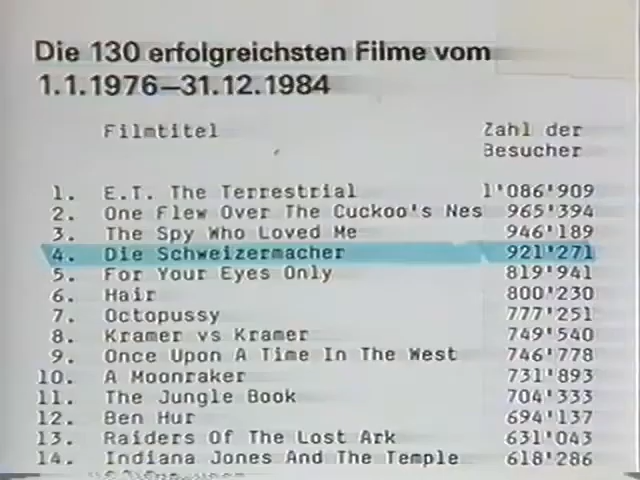 Die 130 erfolgreichsten Filme vom
1.1.1976–31.12.1984
Filmtitel Zahl der
Besucher
1. E.T. The Terrestrial 1'086'909
2. One Flew Over The Cuckoo's Nes 965'394
3. The Spy Who Loved Me 946'189
4. Die Schweizermacher 921'271
5. For Your Eyes Only 819'941
6. Hair 800'230
7. Octopussy 777'251
8. Kramer vs Kramer 749'540
9. Once Upon A Time In The West 746'778
10. A Moonraker 731'893
11. The Jungle Book 704'333
12. Ben Hur 694'137
13. Raiders Of The Lost Ark 631'043
14. Indiana Jones And The Temple 618'286